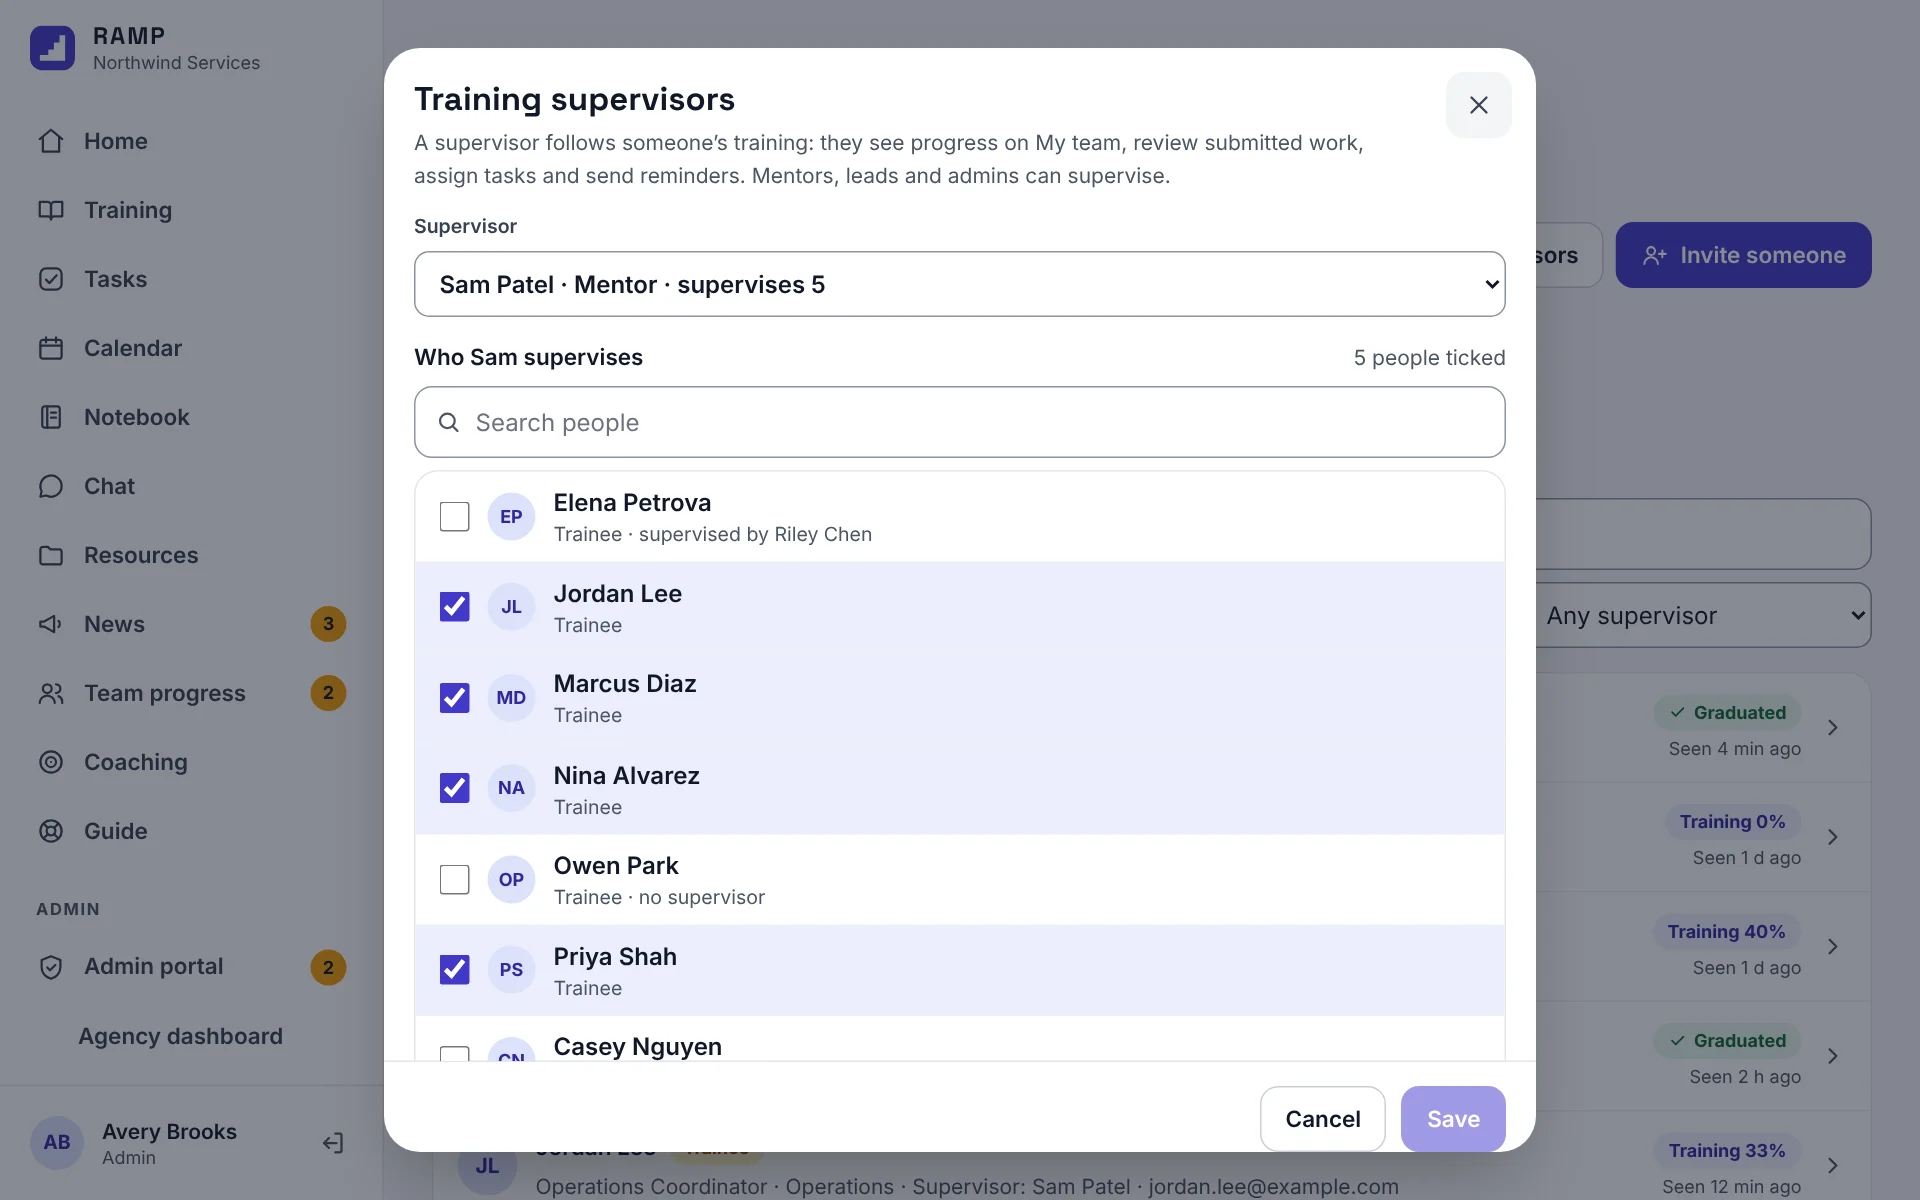 RAMP
Northwind Services
Home
Training
Tasks
Calendar
Notebook
Chat
Resources
News
3
Team progress
2
Coaching
Guide
ADMIN
Admin portal
2
Agency dashboard
AB
Avery Brooks
Admin
Training supervisors
A supervisor follows someone’s training: they see progress on My team, review submitted work,
assign tasks and send reminders. Mentors, leads and admins can supervise.
Supervisor
Sam Patel · Mentor · supervises 5
Who Sam supervises
5 people ticked
Search people
EP
Elena Petrova
Trainee · supervised by Riley Chen
JL
Jordan Lee
Trainee
MD
Marcus Diaz
Trainee
NA
Nina Alvarez
Trainee
OP
Owen Park
Trainee · no supervisor
PS
Priya Shah
Trainee
CN
Casey Nguyen
Cancel
Save
sors
Invite someone
Any supervisor
Graduated
Seen 4 min ago
Training 0%
Seen 1 d ago
Training 40%
Seen 1 d ago
Graduated
Seen 2 h ago
JL
Jordan Lee
Trainee
Operations Coordinator · Operations · Supervisor: Sam Patel · jordan.lee@example.com
Training 33%
Seen 12 min ago